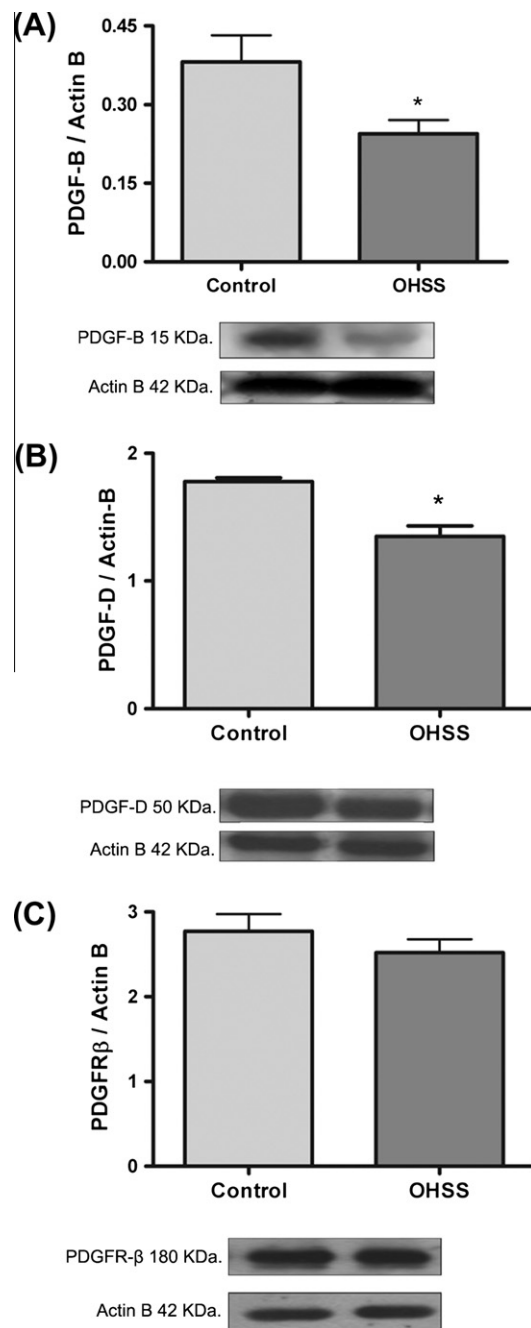 (A)
0.45
0.30
0.15
0.00
PDGF-B / Actin B
*
Control OHSS
PDGF-B 15 KDa.
Actin B 42 KDa.
(B)
2
1
0
PDGF-D / Actin-B
*
Control OHSS
PDGF-D 50 KDa.
Actin B 42 KDa.
(C)
3
2
1
0
PDGFRβ / Actin B
Control OHSS
PDGFR-β 180 KDa.
Actin B 42 KDa.